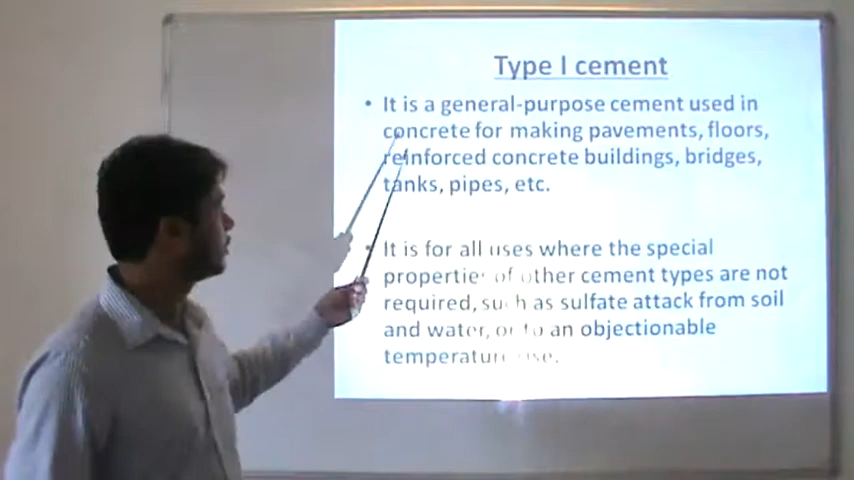 Type I cement
• It is a general-purpose cement used in
concrete for making pavements, floors,
reinforced concrete buildings, bridges,
tanks, pipes, etc.
• It is for all uses where the special
properties of other cement types are not
required, such as sulfate attack from soil
and water, or to an objectionable
temperature rise.